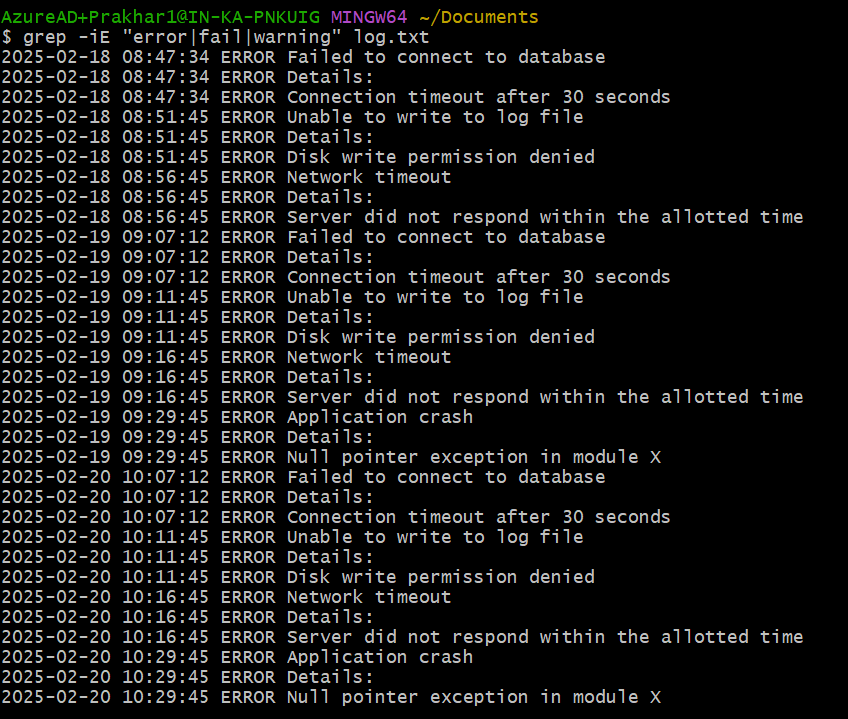 AzureAD+Prakhar1@IN-KA-PNKUIG MINGW64 ~/Documents
$ grep -iE "error|fail|warning" log.txt
2025-02-18 08:47:34 ERROR Failed to connect to database
2025-02-18 08:47:34 ERROR Details:
2025-02-18 08:47:34 ERROR Connection timeout after 30 seconds
2025-02-18 08:51:45 ERROR Unable to write to log file
2025-02-18 08:51:45 ERROR Details:
2025-02-18 08:51:45 ERROR Disk write permission denied
2025-02-18 08:56:45 ERROR Network timeout
2025-02-18 08:56:45 ERROR Details:
2025-02-18 08:56:45 ERROR Server did not respond within the allotted time
2025-02-19 09:07:12 ERROR Failed to connect to database
2025-02-19 09:07:12 ERROR Details:
2025-02-19 09:07:12 ERROR Connection timeout after 30 seconds
2025-02-19 09:11:45 ERROR Unable to write to log file
2025-02-19 09:11:45 ERROR Details:
2025-02-19 09:11:45 ERROR Disk write permission denied
2025-02-19 09:16:45 ERROR Network timeout
2025-02-19 09:16:45 ERROR Details:
2025-02-19 09:16:45 ERROR Server did not respond within the allotted time
2025-02-19 09:29:45 ERROR Application crash
2025-02-19 09:29:45 ERROR Details:
2025-02-19 09:29:45 ERROR Null pointer exception in module X
2025-02-20 10:07:12 ERROR Failed to connect to database
2025-02-20 10:07:12 ERROR Details:
2025-02-20 10:07:12 ERROR Connection timeout after 30 seconds
2025-02-20 10:11:45 ERROR Unable to write to log file
2025-02-20 10:11:45 ERROR Details:
2025-02-20 10:11:45 ERROR Disk write permission denied
2025-02-20 10:16:45 ERROR Network timeout
2025-02-20 10:16:45 ERROR Details:
2025-02-20 10:16:45 ERROR Server did not respond within the allotted time
2025-02-20 10:29:45 ERROR Application crash
2025-02-20 10:29:45 ERROR Details:
2025-02-20 10:29:45 ERROR Null pointer exception in module X